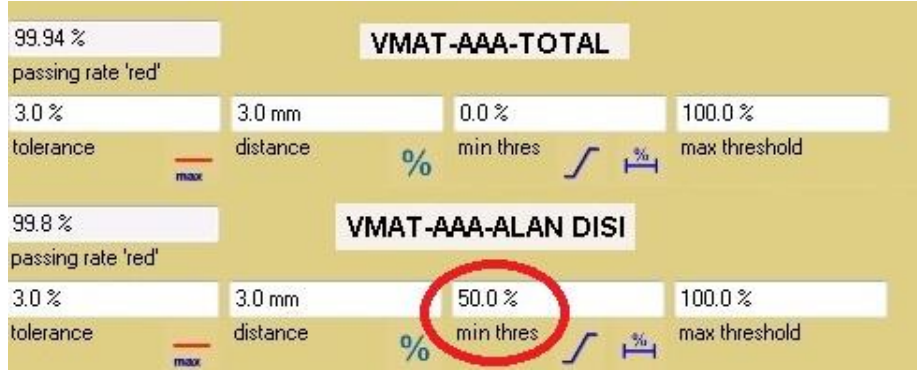 99.94 %
VMAT-AAA-TOTAL
passing rate 'red'
3.0 % 3.0 mm 0.0 % 100.0 %
tolerance max distance % min thres % max threshold
99.8 %
VMAT-AAA-ALAN DISI
passing rate 'red'
3.0 % 3.0 mm 50.0 % 100.0 %
tolerance max distance % min thres % max threshold